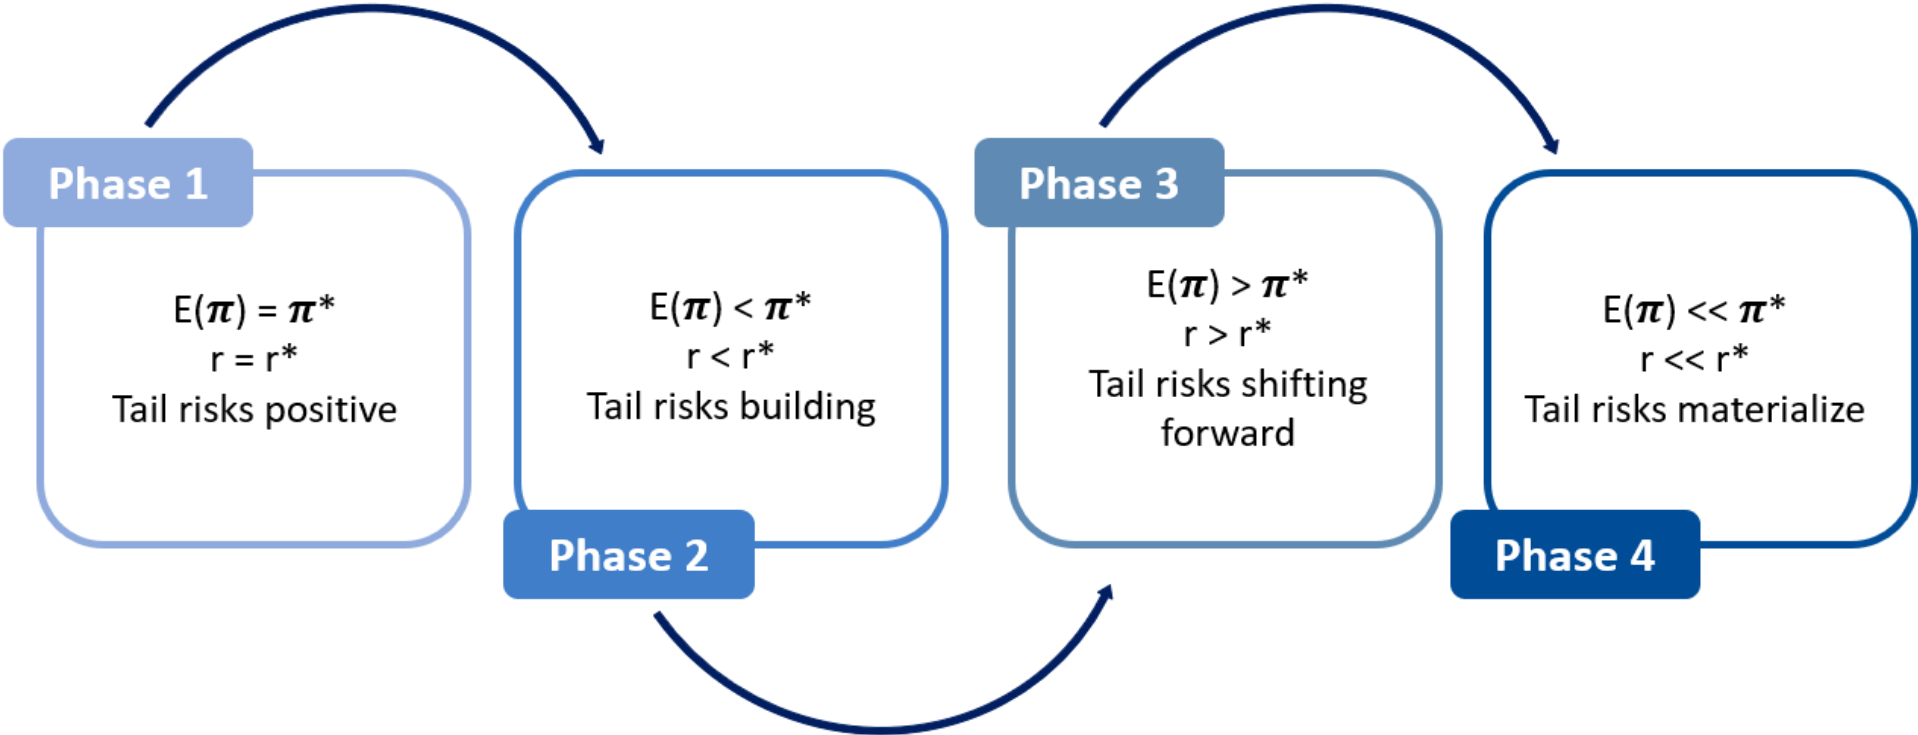 Phase 1
E(π) = π*
r = r*
Tail risks positive
E(π) < π*
r < r*
Tail risks building
Phase 2
Phase 3
E(π) > π*
r > r*
Tail risks shifting
forward
E(π) << π*
r << r*
Tail risks materialize
Phase 4